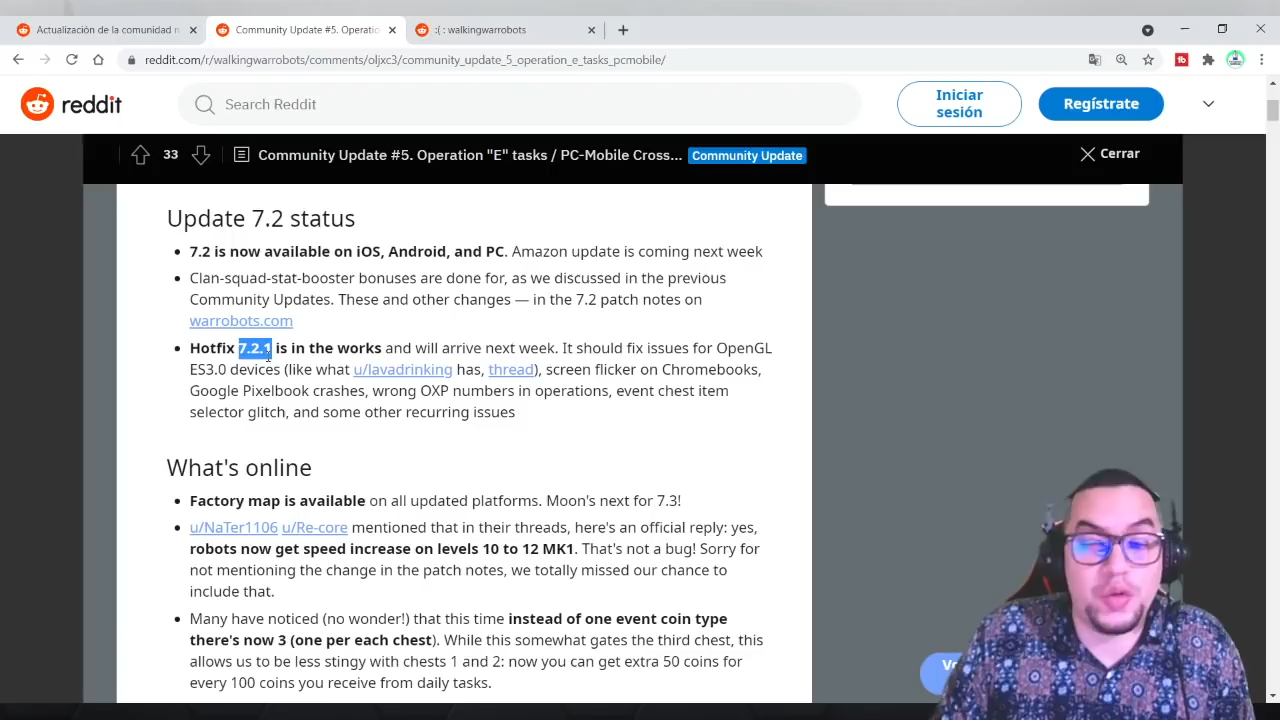 Actualización de la comunidad n
Community Update #5. Operatio
:( : walkingwarrobots
reddit.com/r/walkingwarrobots/comments/oljxc3/community_update_5_operation_e_tasks_pcmobile/
reddit
Search Reddit
Iniciar
sesión
Regístrate
33
Community Update #5. Operation "E" tasks / PC-Mobile Cross...
Community Update
Cerrar
Update 7.2 status
7.2 is now available on iOS, Android, and PC. Amazon update is coming next week
Clan-squad-stat-booster bonuses are done for, as we discussed in the previous
Community Updates. These and other changes — in the 7.2 patch notes on
warrobots.com
Hotfix 7.2.1 is in the works and will arrive next week. It should fix issues for OpenGL
ES3.0 devices (like what u/lavadrinking has, thread), screen flicker on Chromebooks,
Google Pixelbook crashes, wrong OXP numbers in operations, event chest item
selector glitch, and some other recurring issues
What's online
Factory map is available on all updated platforms. Moon's next for 7.3!
u/NaTer1106 u/Re-core mentioned that in their threads, here's an official reply: yes,
robots now get speed increase on levels 10 to 12 MK1. That's not a bug! Sorry for
not mentioning the change in the patch notes, we totally missed our chance to
include that.
Many have noticed (no wonder!) that this time instead of one event coin type
there's now 3 (one per each chest). While this somewhat gates the third chest, this
allows us to be less stingy with chests 1 and 2: now you can get extra 50 coins for
every 100 coins you receive from daily tasks.